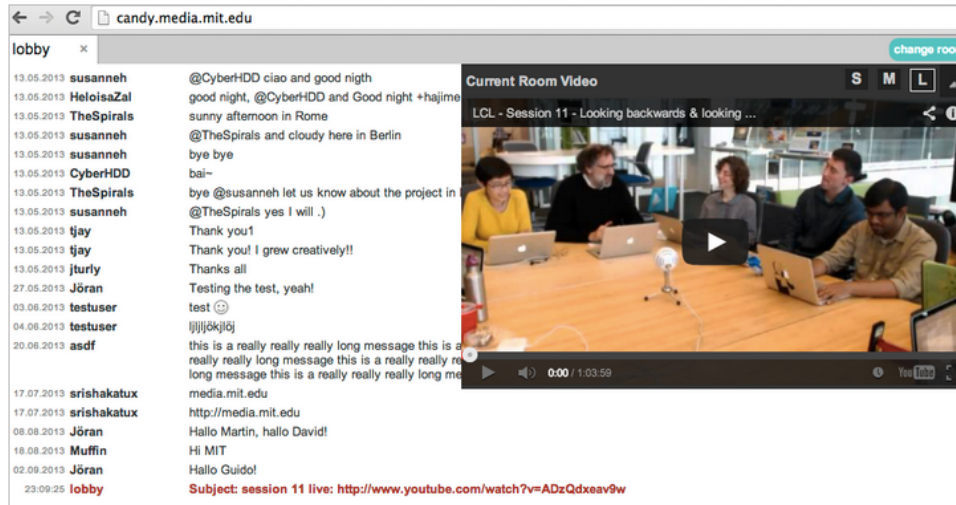 candy.media.mit.edu
lobby ×
change roo
13.05.2013 susanneh @CyberHDD ciao and good nigth
13.05.2013 HeloisaZal good night, @CyberHDD and Good night +hajime
13.05.2013 TheSpirals sunny afternoon in Rome
13.05.2013 susanneh @TheSpirals and cloudy here in Berlin
13.05.2013 susanneh bye bye
13.05.2013 CyberHDD bai~
13.05.2013 TheSpirals bye @susanneh let us know about the project in
13.05.2013 susanneh @TheSpirals yes I will .)
13.05.2013 tjay Thank you1
13.05.2013 tjay Thank you! I grew creatively!!
13.05.2013 jturly Thanks all
27.05.2013 Jöran Testing the test, yeah!
03.06.2013 testuser test
04.06.2013 testuser ljljljökjlöj
20.06.2013 asdf this is a really really really long message this is a
really really long message this is a really really re
long message this is a really really really long me
17.07.2013 srishakatux media.mit.edu
17.07.2013 srishakatux http://media.mit.edu
08.08.2013 Jöran Hallo Martin, hallo David!
18.08.2013 Muffin Hi MIT
02.09.2013 Jöran Hallo Guido!
23:09:25 lobby Subject: session 11 live: http://www.youtube.com/watch?v=ADzQdxeav9w
Current Room Video S M L
LCL - Session 11 - Looking backwards & looking ...
0:00 / 1:03:59 YouTube